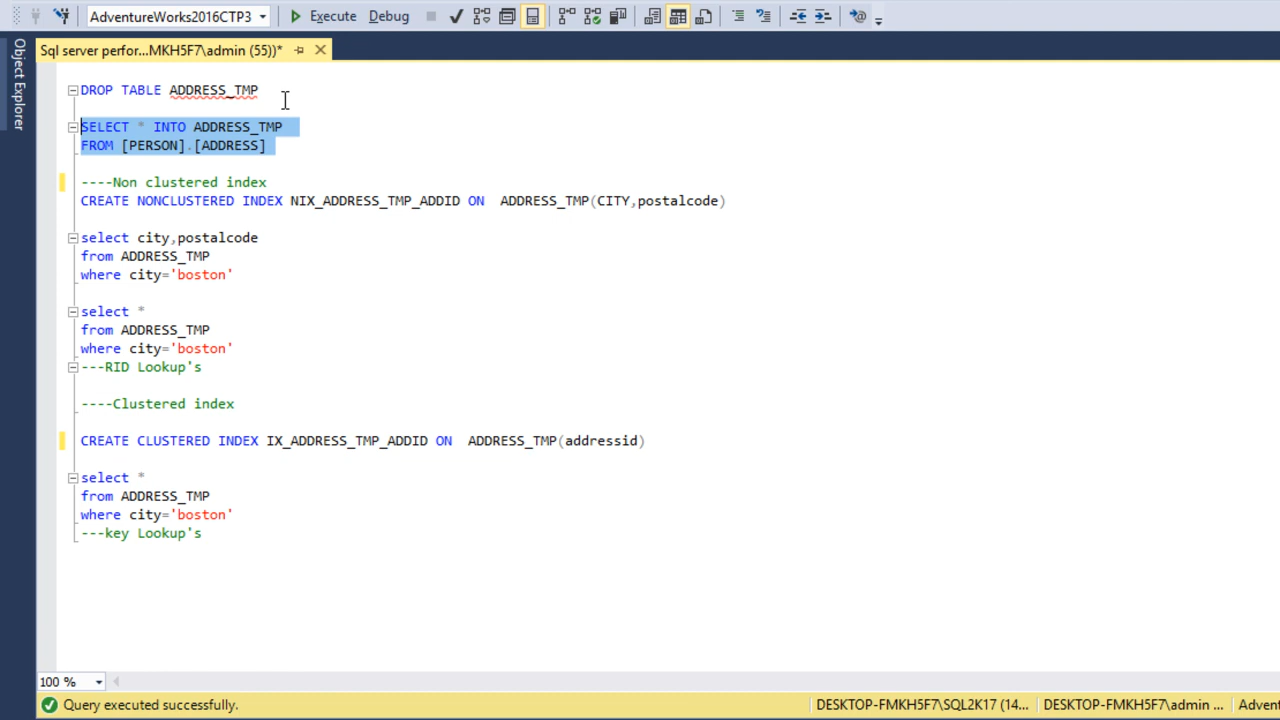 AdventureWorks2016CTP3 Execute Debug
Object Explorer
Sql server perfor...MKH5F7\admin (55))*
DROP TABLE ADDRESS_TMP
SELECT * INTO ADDRESS_TMP
FROM [PERSON].[ADDRESS]
----Non clustered index
CREATE NONCLUSTERED INDEX NIX_ADDRESS_TMP_ADDID ON  ADDRESS_TMP(CITY,postalcode)
select city,postalcode
from ADDRESS_TMP
where city='boston'
select *
from ADDRESS_TMP
where city='boston'
---RID Lookup's
----Clustered index
CREATE CLUSTERED INDEX IX_ADDRESS_TMP_ADDID ON  ADDRESS_TMP(addressid)
select *
from ADDRESS_TMP
where city='boston'
---key Lookup's
100 %
Query executed successfully. DESKTOP-FMKH5F7\SQL2K17 (14... DESKTOP-FMKH5F7\admin ... Advent